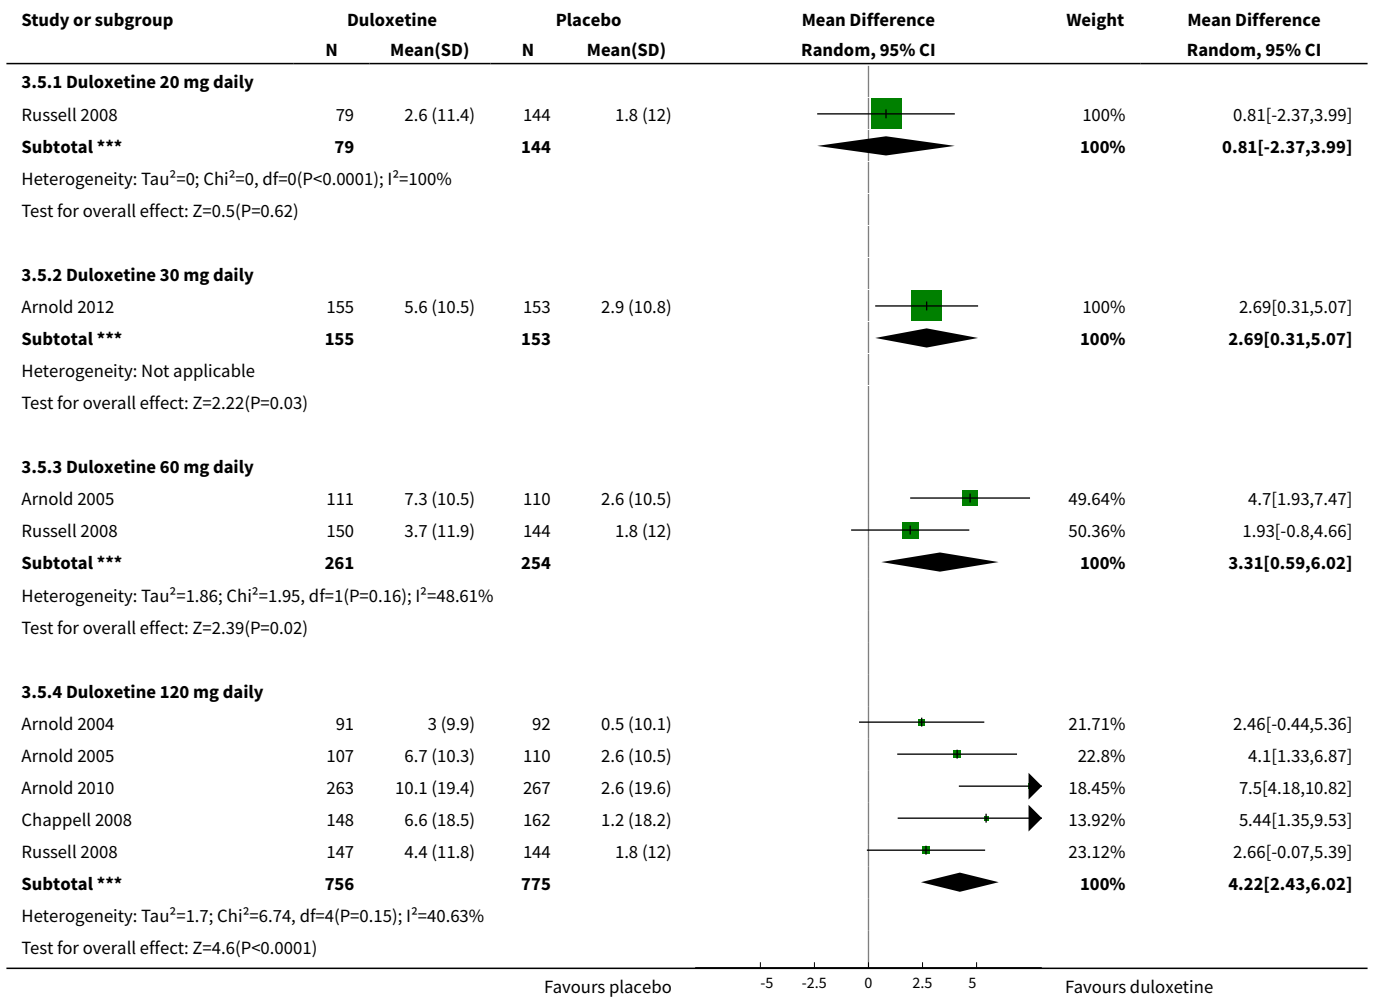 Study or subgroup Duloxetine Placebo Mean Difference Weight Mean Difference
N Mean(SD) N Mean(SD) Random, 95% CI Random, 95% CI
3.5.1 Duloxetine 20 mg daily
Russell 2008 79 2.6 (11.4) 144 1.8 (12) 100% 0.81[-2.37,3.99]
Subtotal *** 79 144 100% 0.81[-2.37,3.99]
Heterogeneity: Tau²=0; Chi²=0, df=0(P<0.0001); I²=100%
Test for overall effect: Z=0.5(P=0.62)
3.5.2 Duloxetine 30 mg daily
Arnold 2012 155 5.6 (10.5) 153 2.9 (10.8) 100% 2.69[0.31,5.07]
Subtotal *** 155 153 100% 2.69[0.31,5.07]
Heterogeneity: Not applicable
Test for overall effect: Z=2.22(P=0.03)
3.5.3 Duloxetine 60 mg daily
Arnold 2005 111 7.3 (10.5) 110 2.6 (10.5) 49.64% 4.7[1.93,7.47]
Russell 2008 150 3.7 (11.9) 144 1.8 (12) 50.36% 1.93[-0.8,4.66]
Subtotal *** 261 254 100% 3.31[0.59,6.02]
Heterogeneity: Tau²=1.86; Chi²=1.95, df=1(P=0.16); I²=48.61%
Test for overall effect: Z=2.39(P=0.02)
3.5.4 Duloxetine 120 mg daily
Arnold 2004 91 3 (9.9) 92 0.5 (10.1) 21.71% 2.46[-0.44,5.36]
Arnold 2005 107 6.7 (10.3) 110 2.6 (10.5) 22.8% 4.1[1.33,6.87]
Arnold 2010 263 10.1 (19.4) 267 2.6 (19.6) 18.45% 7.5[4.18,10.82]
Chappell 2008 148 6.6 (18.5) 162 1.2 (18.2) 13.92% 5.44[1.35,9.53]
Russell 2008 147 4.4 (11.8) 144 1.8 (12) 23.12% 2.66[-0.07,5.39]
Subtotal *** 756 775 100% 4.22[2.43,6.02]
Heterogeneity: Tau²=1.7; Chi²=6.74, df=4(P=0.15); I²=40.63%
Test for overall effect: Z=4.6(P<0.0001)
Favours placebo -5 -2.5 0 2.5 5 Favours duloxetine